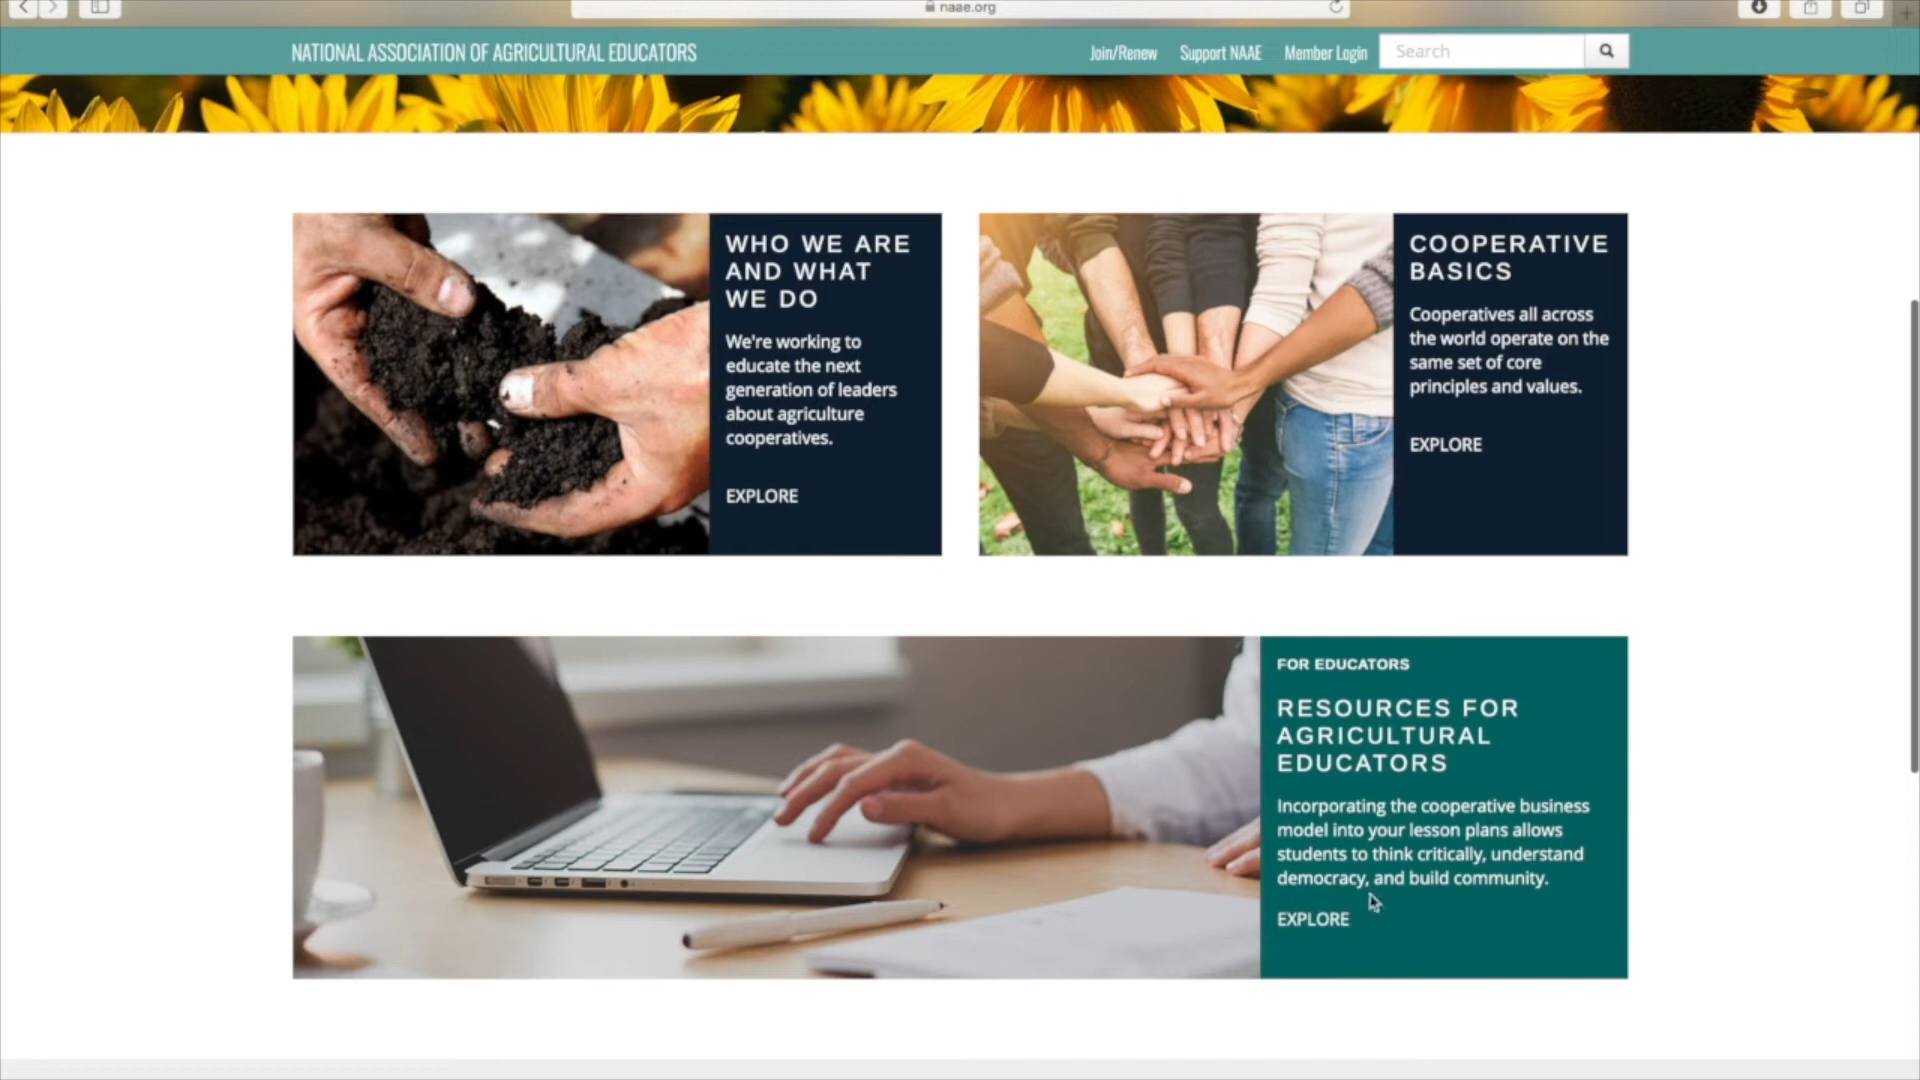 naae.org
NATIONAL ASSOCIATION OF AGRICULTURAL EDUCATORS
Join/Renew
Support NAAE
Member Login
Search
WHO WE ARE
AND WHAT
WE DO
We're working to
educate the next
generation of leaders
about agriculture
cooperatives.
EXPLORE
COOPERATIVE
BASICS
Cooperatives all across
the world operate on the
same set of core
principles and values.
EXPLORE
FOR EDUCATORS
RESOURCES FOR
AGRICULTURAL
EDUCATORS
Incorporating the cooperative business
model into your lesson plans allows
students to think critically, understand
democracy, and build community.
EXPLORE